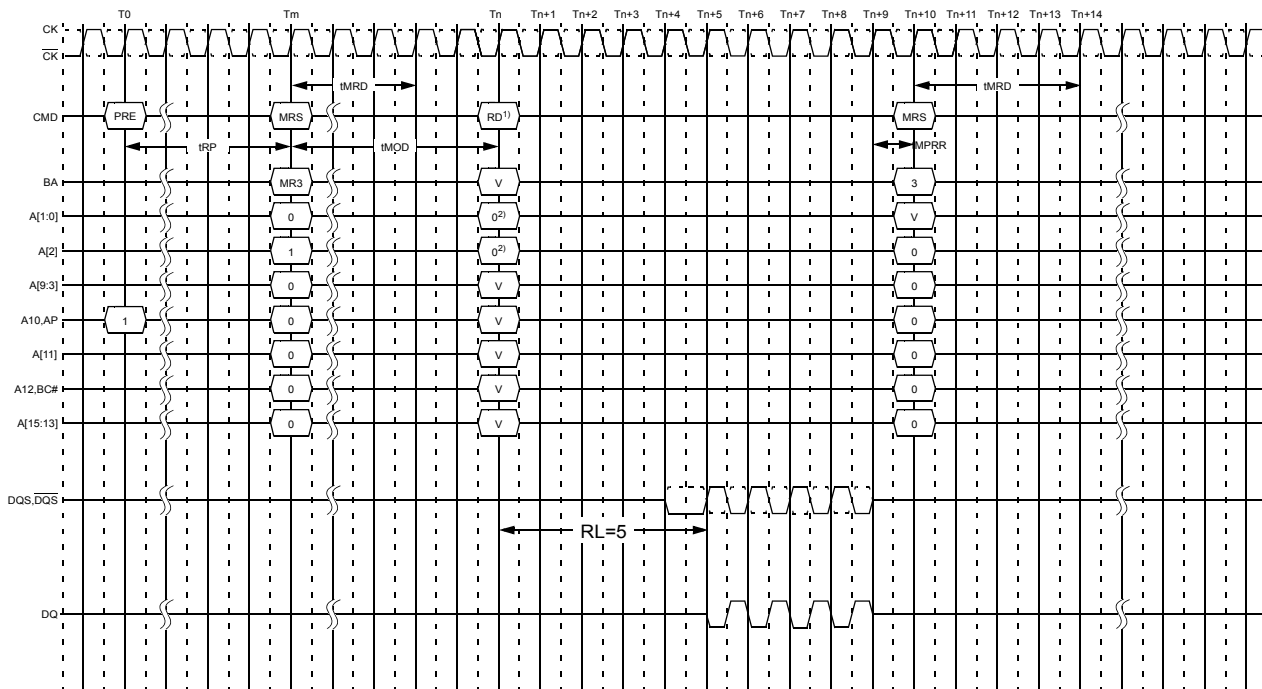 T0 Tm Tn Tn+1 Tn+2 Tn+3 Tn+4 Tn+5 Tn+6 Tn+7 Tn+8 Tn+9 Tn+10 Tn+11 Tn+12 Tn+13 Tn+14
CK
CK
tMRD tMRD
CMD PRE MRS RD1) MRS
tRP tMOD tMPRR
BA MR3 V 3
A[1:0] 0 02) V
A[2] 1 02) 0
A[9:3] 0 V 0
A10,AP 1 0 V 0
A[11] 0 V 0
A12,BC# 0 V 0
A[15:13] 0 V 0
DQS,DQS
RL=5
DQ